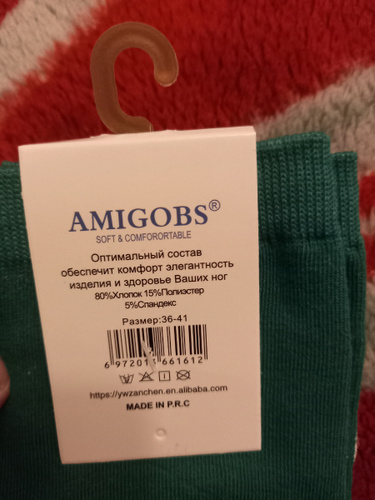 AMIGOBS®
SOFT & COMFORORTABLE
Оптимальный состав
обеспечит комфорт элегантность
изделия и здоровье Ваших ног
80%Хлопок 15%Полиэстер
5%Спандекс
Размер:36-41
6 972011 661612
https://ywzanchen.en.alibaba.com
MADE IN P.R.C